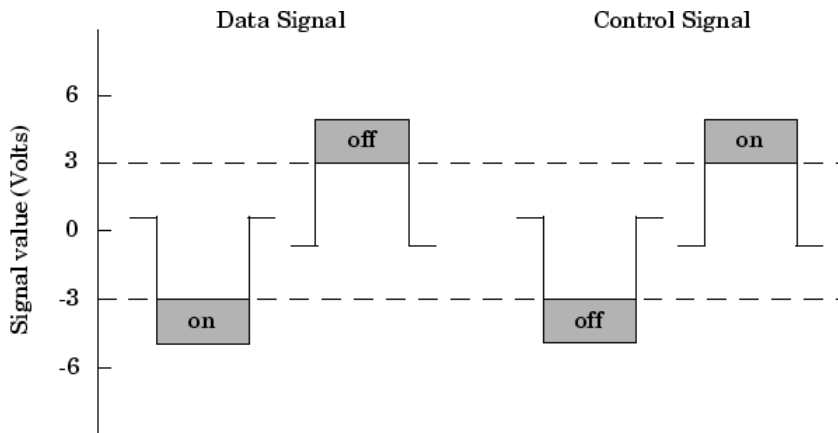 Data Signal
Control Signal
Signal value (Volts)
6
3
0
-3
-6
on
off
off
on